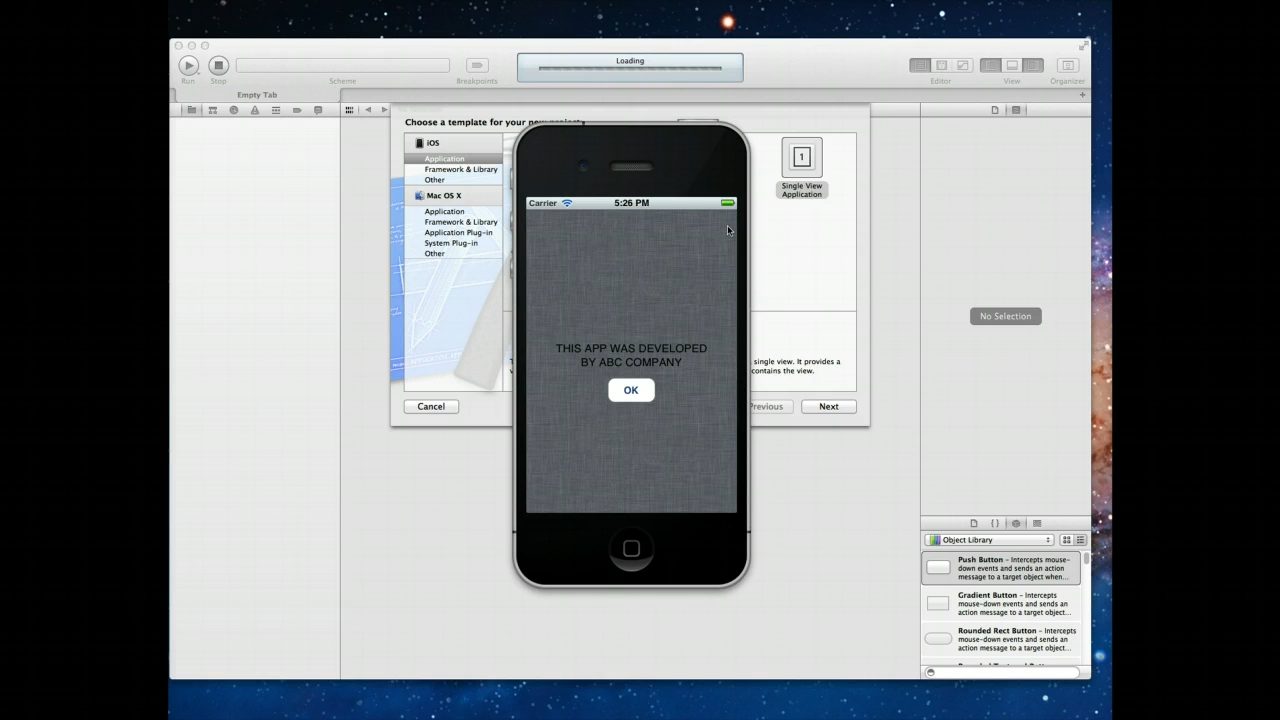 Loading
Run
Stop
Scheme
Breakpoints
Editor
View
Organizer
Empty Tab
Choose a template for your new project:
iOS
Application
Framework & Library
Other
Mac OS X
Application
Framework & Library
Application Plug-in
System Plug-in
Other
1
Single View
Application
Carrier
5:26 PM
THIS APP WAS DEVELOPED
BY ABC COMPANY
OK
single view. It provides a
contains the view.
Cancel
Previous
Next
No Selection
Object Library
Push Button - Intercepts mouse-
down events and sends an action
message to a target object when...
Gradient Button - Intercepts
mouse-down events and sends an
action message to a target object...
Rounded Rect Button - Intercepts
mouse-down events and sends an
action message to a target object...